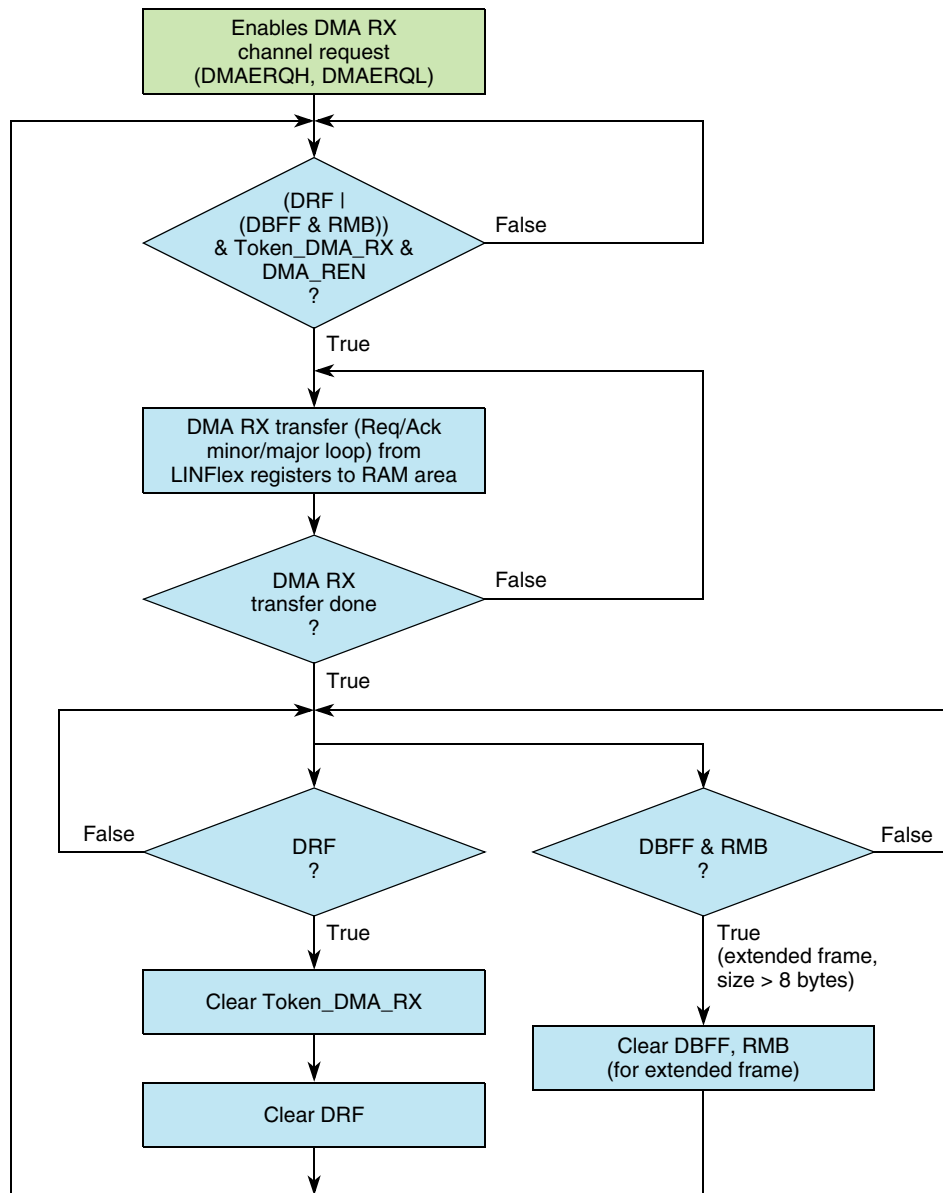 Enables DMA RX
channel request
(DMAERQH, DMAERQL)
(DRF |
(DBFF & RMB))
& Token_DMA_RX &
DMA_REN
?
False
True
DMA RX transfer (Req/Ack
minor/major loop) from
LINFlex registers to RAM area
DMA RX
transfer done
?
False
True
False
DRF
?
DBFF & RMB
?
False
True
True
(extended frame,
size > 8 bytes)
Clear Token_DMA_RX
Clear DBFF, RMB
(for extended frame)
Clear DRF